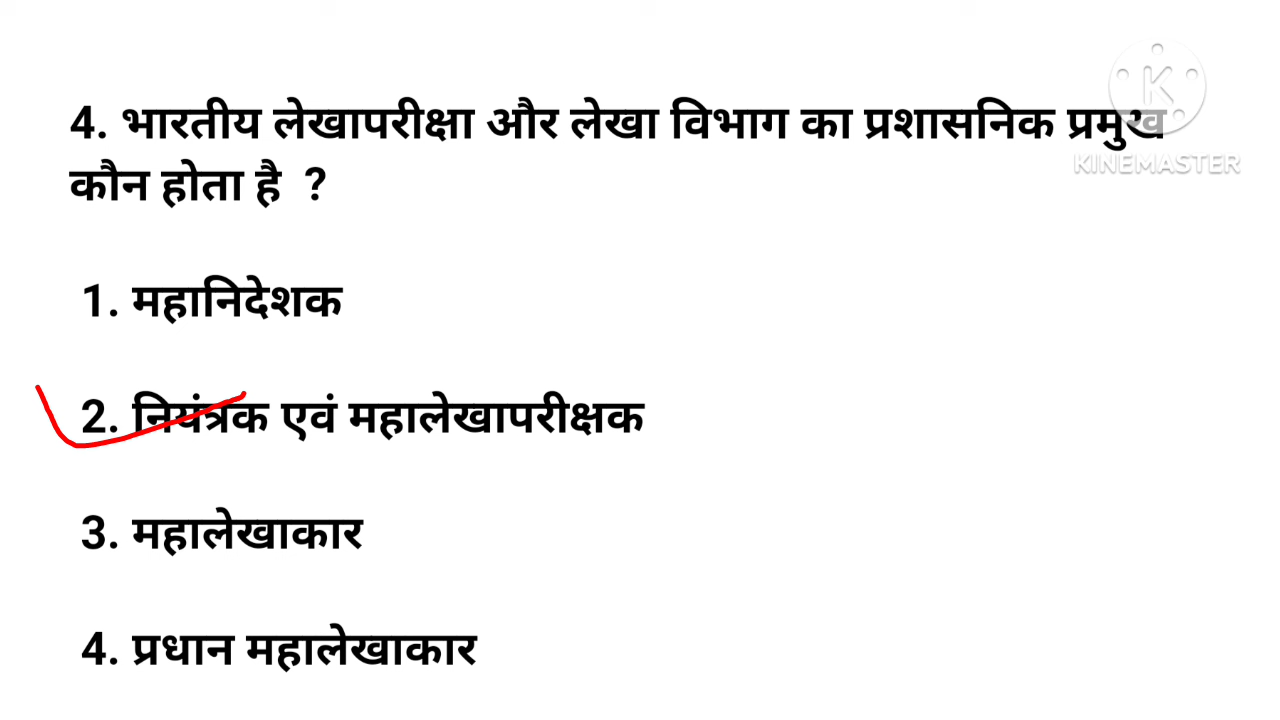 4. भारतीय लेखापरीक्षा और लेखा विभाग का प्रशासनिक प्रमुख
कौन होता है ?
1. महानिदेशक
2. नियंत्रक एवं महालेखापरीक्षक
3. महालेखाकार
4. प्रधान महालेखाकार
K
KINEMASTER